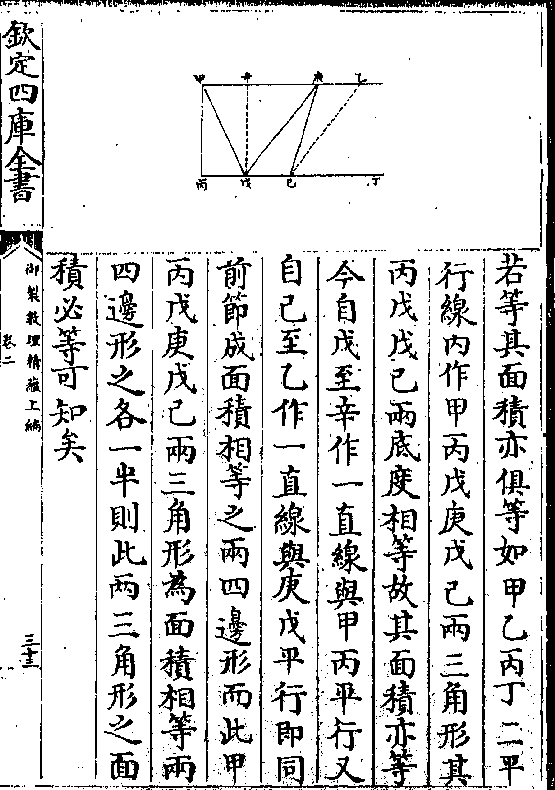 甲 辛 庚 乙
丙 戊 己 丁
若等其面積亦俱等如甲乙丙丁二平
行線内作甲丙戊庚戊己兩三角形其
丙戊戊己兩底度相等故其面積亦等
今自戊至辛作一直線與甲丙平行又
自己至乙作一直線與庚戊平行即同
前節成面積相等之兩四邊形而此甲
丙戊庚戊己兩三角形為面積相等兩
四邊形之各一半則此兩三角形之面
積必等可知矣
欽定四庫全書
御製數理精蘊上編
卷二
三十三